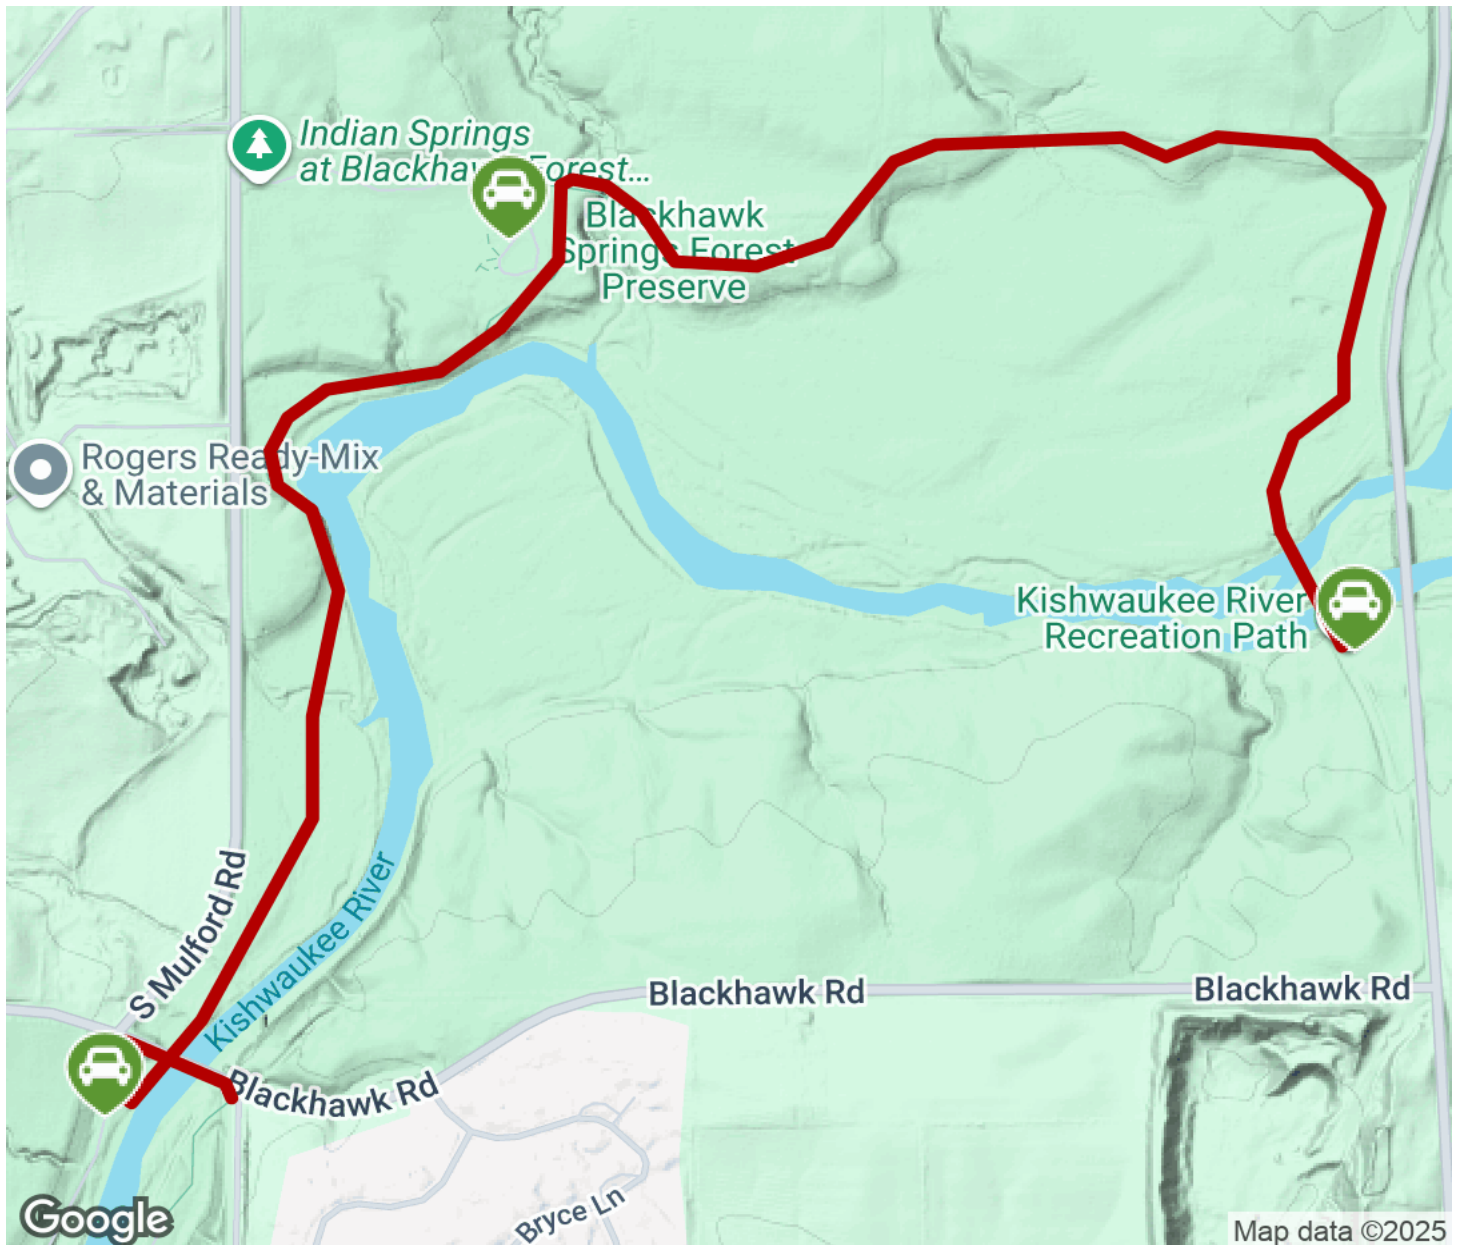 Indian Springs
at Blackhawk Forest...
Blackhawk
Springs Forest
Preserve
Rogers Ready-Mix
& Materials
Kishwaukee River
Recreation Path
S Mulford Rd
Kishwaukee River
Blackhawk Rd
Blackhawk Rd
Blackhawk Rd
Bryce Ln
Google
Map data ©2025